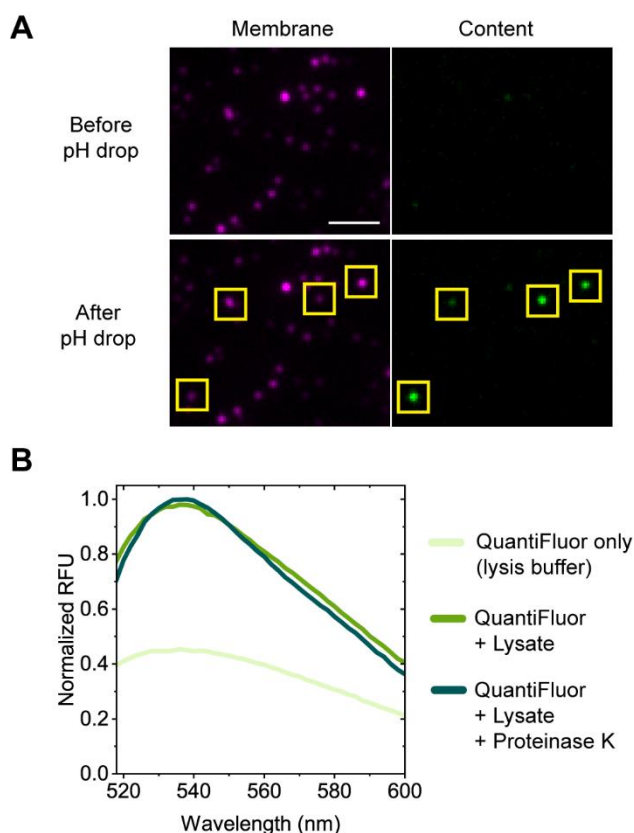 A
Membrane
Content
Before
pH drop
After
pH drop
B
Normalized RFU
1.0
0.8
0.6
0.4
0.2
0.0
520
540
560
580
600
Wavelength (nm)
QuantiFluor only
(lysis buffer)
QuantiFluor
+ Lysate
QuantiFluor
+ Lysate
+ Proteinase K